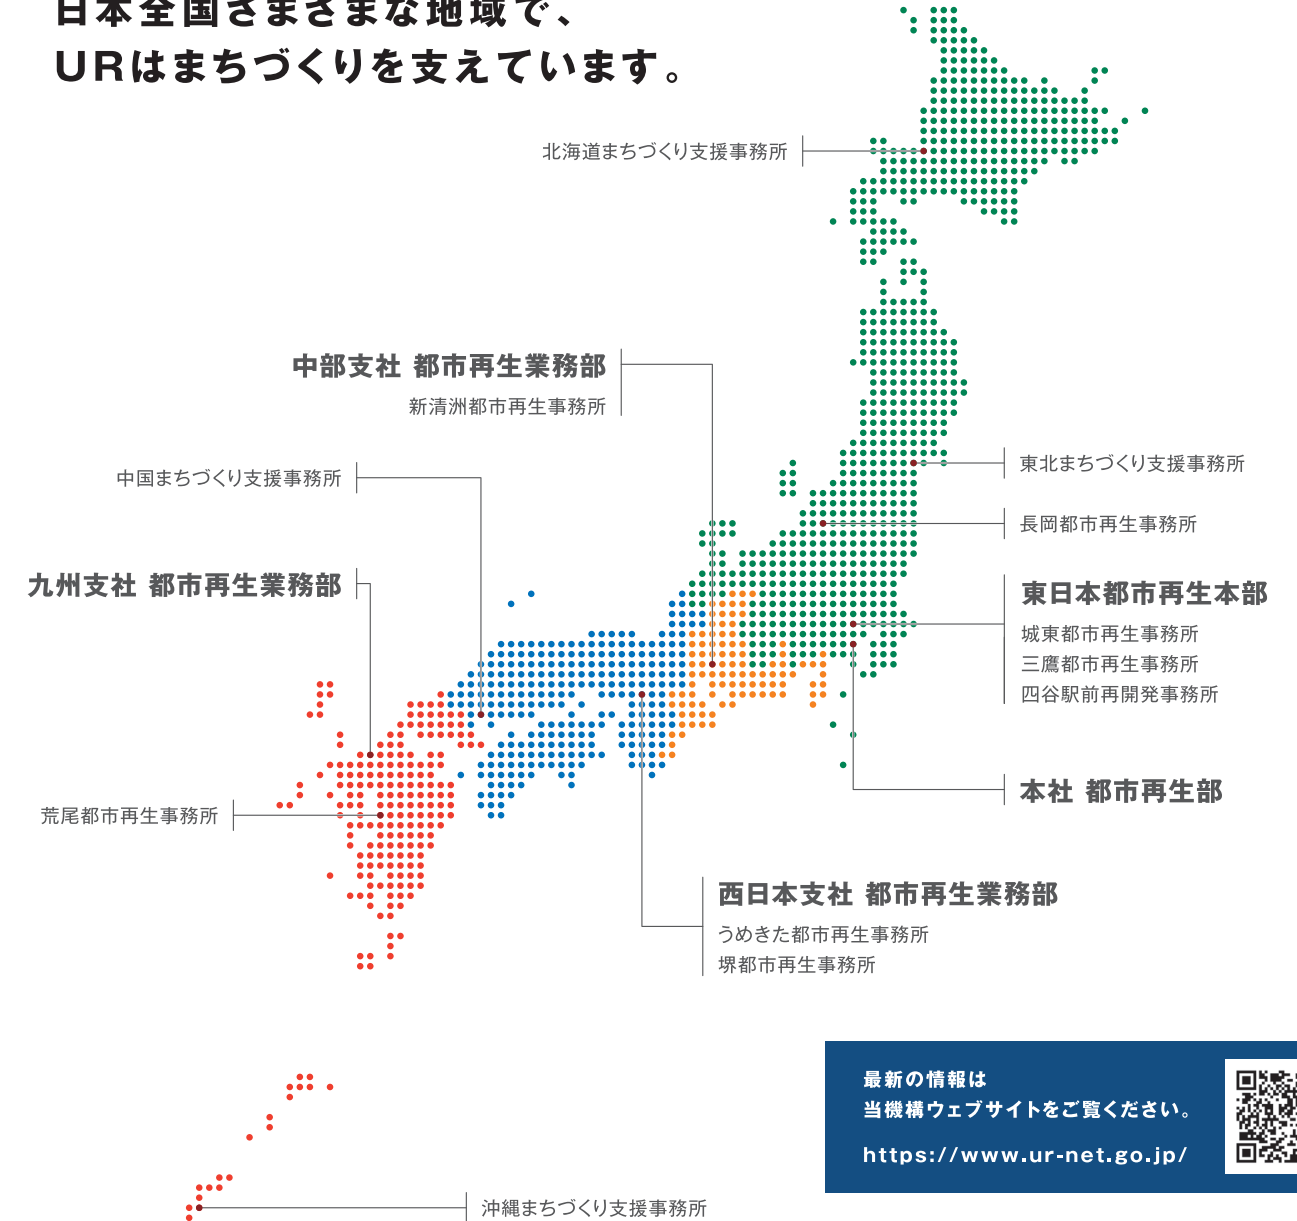 日本全国さまざまな地域で、
URはまちづくりを支えています。
北海道まちづくり支援事務所
中部支社 都市再生業務部
新清洲都市再生事務所
中国まちづくり支援事務所
東北まちづくり支援事務所
長岡都市再生事務所
九州支社 都市再生業務部
東日本都市再生本部
城東都市再生事務所
三鷹都市再生事務所
四谷駅前再開発事務所
本社 都市再生部
荒尾都市再生事務所
西日本支社 都市再生業務部
うめきた都市再生事務所
堺都市再生事務所
最新の情報は
当機構ウェブサイトをご覧ください。
https://www.ur-net.go.jp/
沖縄まちづくり支援事務所